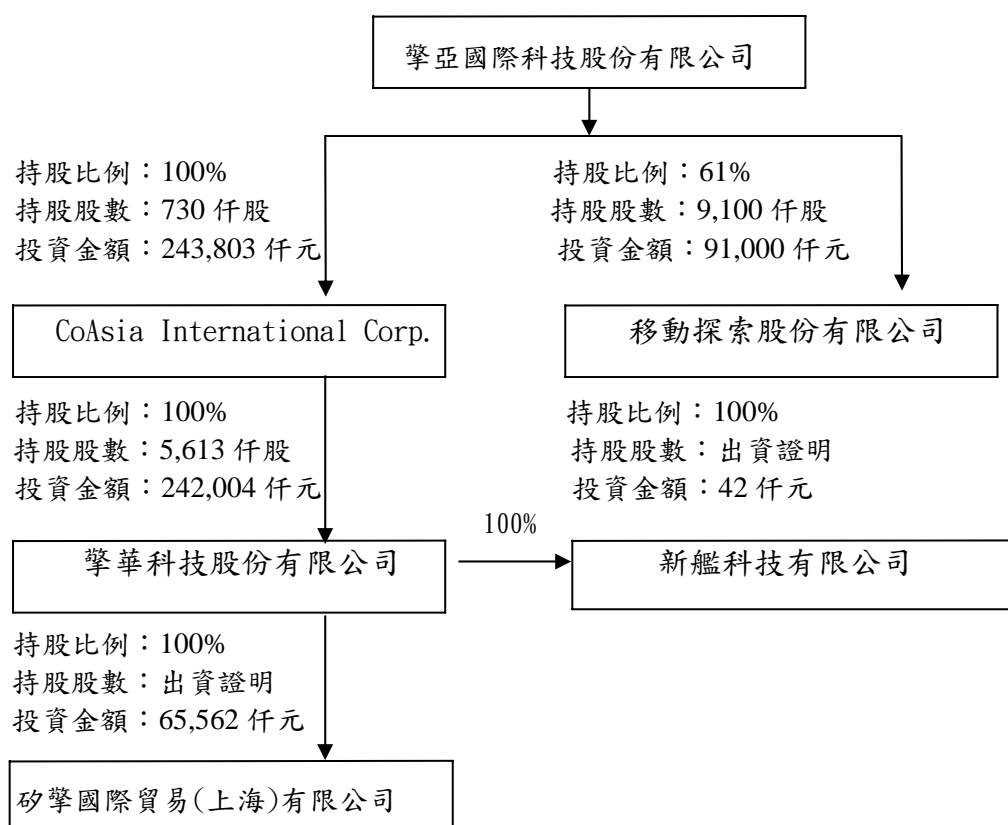 擎亞國際科技股份有限公司
持股比例：100%
持股股數：730 仟股
投資金額：243,803 仟元
持股比例：61%
持股股數：9,100 仟股
投資金額：91,000 仟元
CoAsia International Corp.
移動探索股份有限公司
持股比例：100%
持股股數：5,613 仟股
投資金額：242,004 仟元
持股比例：100%
持股股數：出資證明
投資金額：42 仟元
100%
擎華科技股份有限公司
新艦科技有限公司
持股比例：100%
持股股數：出資證明
投資金額：65,562 仟元
矽擎國際貿易(上海)有限公司